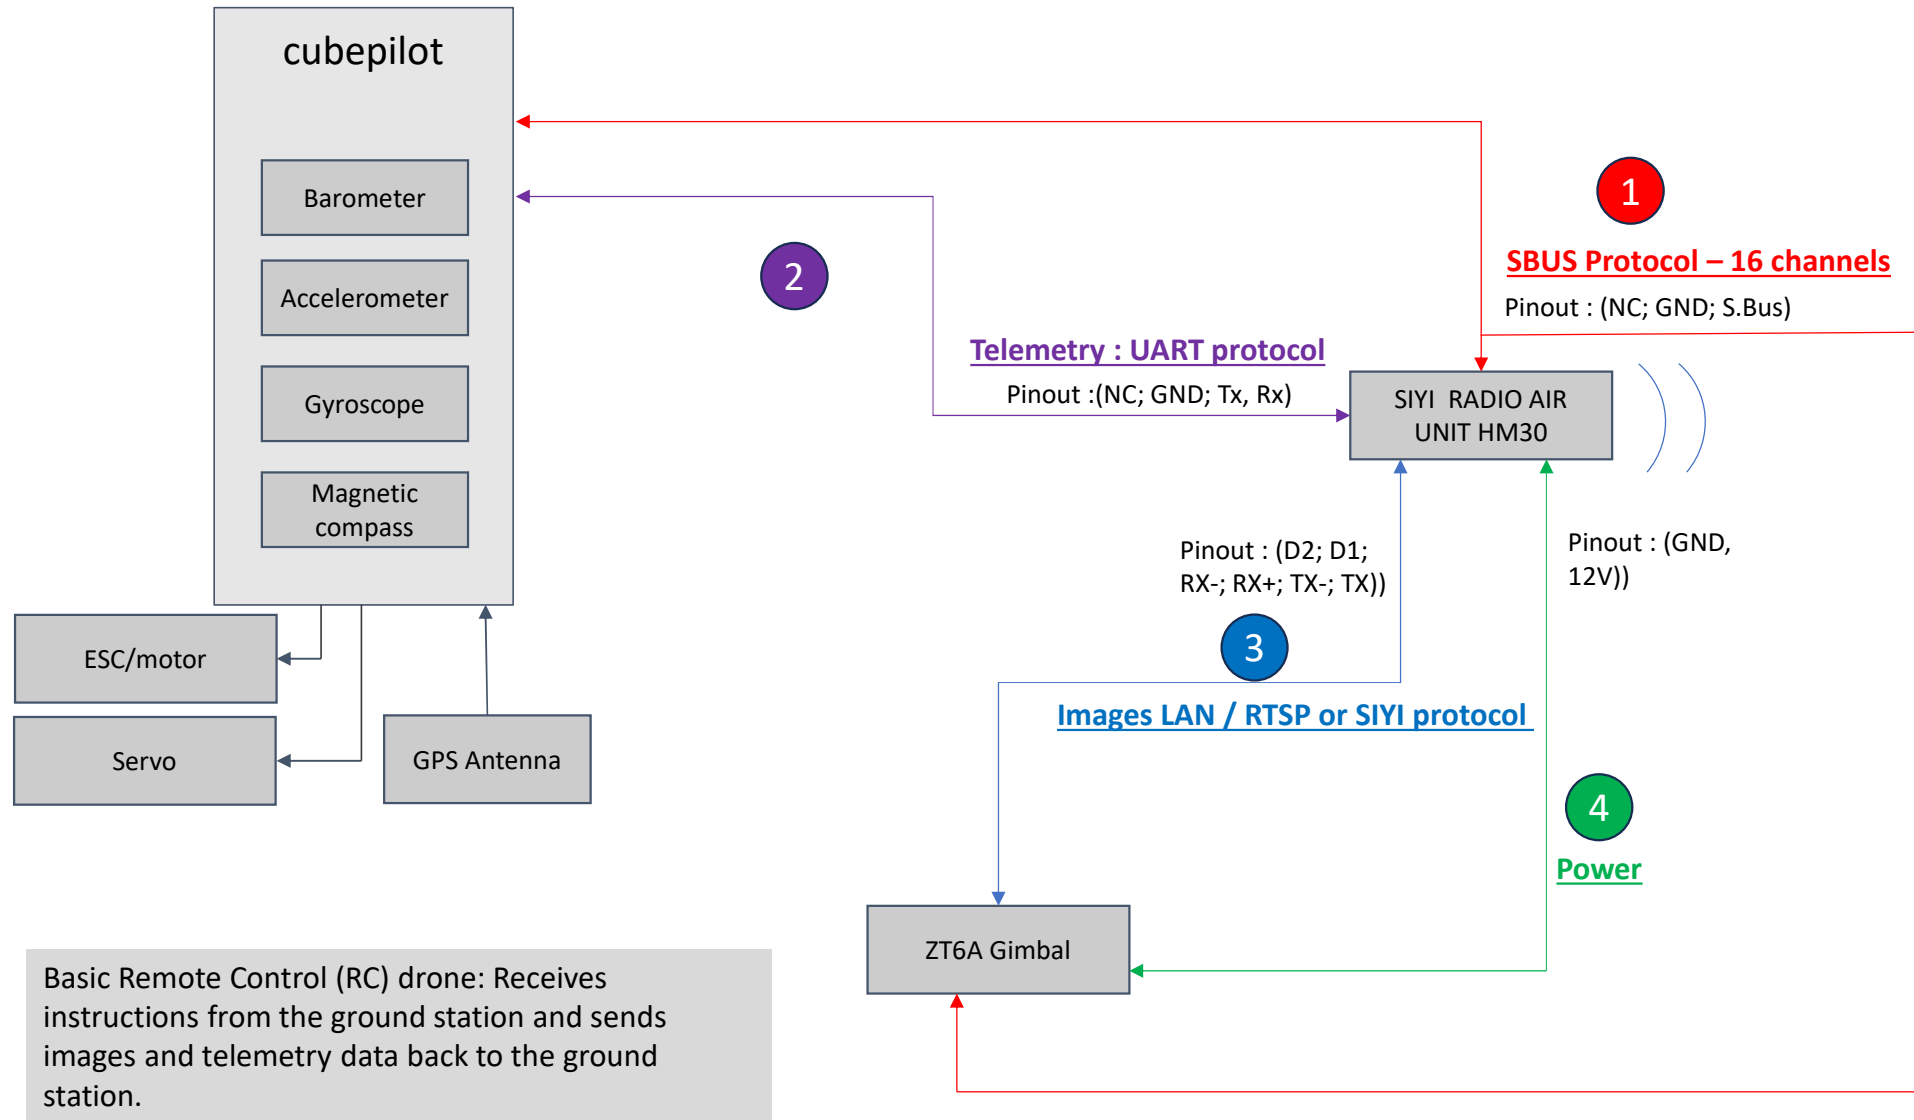 cubepilot
Barometer
Accelerometer
Gyroscope
Magnetic
compass
ESC/motor
Servo
GPS Antenna
1
SBUS Protocol – 16 channels
Pinout : (NC; GND; S.Bus)
2
Telemetry : UART protocol
Pinout :(NC; GND; Tx, Rx)
SIYI  RADIO AIR
UNIT HM30
Pinout : (D2; D1;
RX-; RX+; TX-; TX))
Pinout : (GND,
12V))
3
Images LAN / RTSP or SIYI protocol
4
Power
ZT6A Gimbal
Basic Remote Control (RC) drone: Receives
instructions from the ground station and sends
images and telemetry data back to the ground
station.